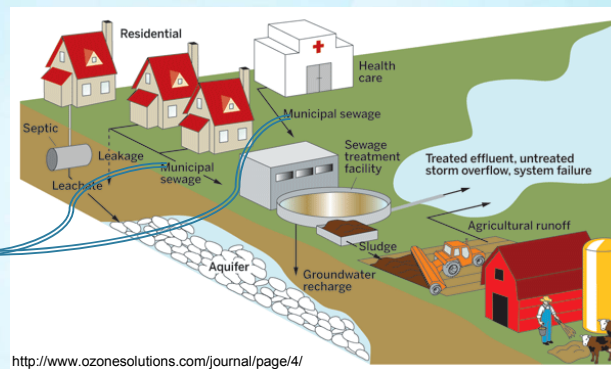 Residential
Health
care
Municipal sewage
Septic
Leakage
Municipal
sewage
Sewage
treatment
facility
Leachate
Treated effluent, untreated
storm overflow, system failure
Agricultural runoff
Sludge
Aquifer
Groundwater
recharge
http://www.ozonesolutions.com/journal/page/4/